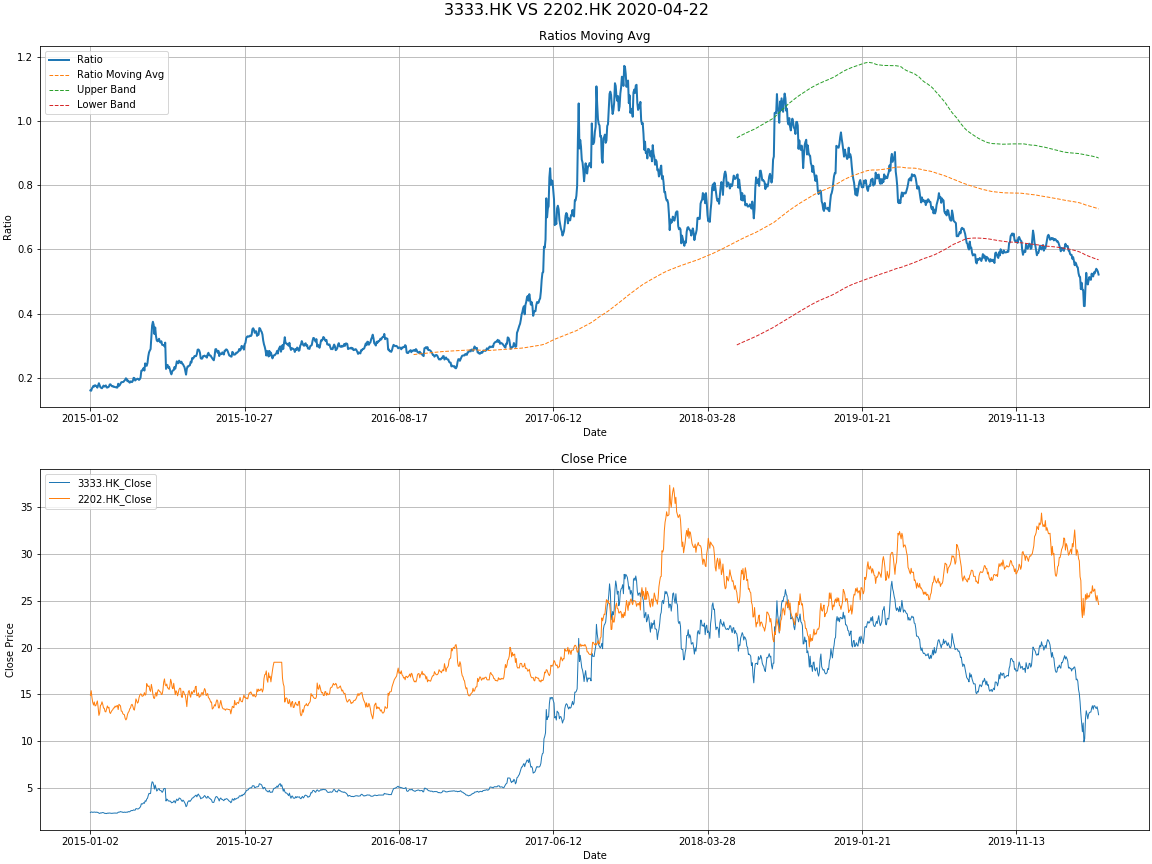 3333.HK VS 2202.HK 2020-04-22
Ratios Moving Avg
Ratio
Ratio Moving Avg
Upper Band
Lower Band
1.2
1.0
0.8
0.6
0.4
0.2
Ratio
2015-01-02 2015-10-27 2016-08-17 2017-06-12 2018-03-28 2019-01-21 2019-11-13
Date
Close Price
3333.HK_Close
2202.HK_Close
35
30
25
20
15
10
5
Close Price
2015-01-02 2015-10-27 2016-08-17 2017-06-12 2018-03-28 2019-01-21 2019-11-13
Date